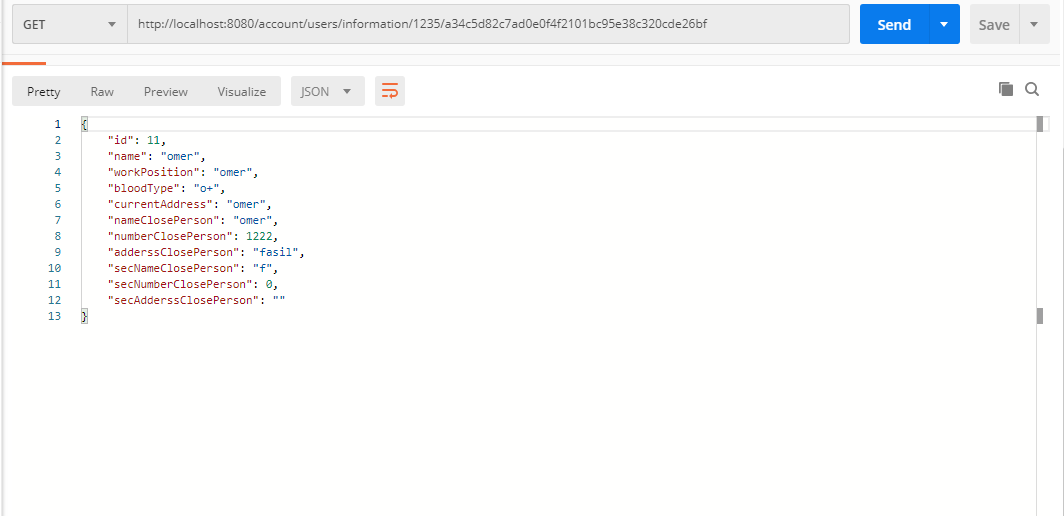 GET http://localhost:8080/account/users/information/1235/a34c5d82c7ad0e0f4f2101bc95e38c320cde26bf Send Save
Pretty Raw Preview Visualize JSON
1 {
2 "id": 11,
3 "name": "omer",
4 "workPosition": "omer",
5 "bloodType": "o+",
6 "currentAddress": "omer",
7 "nameClosePerson": "omer",
8 "numberClosePerson": 1222,
9 "adderssClosePerson": "fasil",
10 "secNameClosePerson": "f",
11 "secNumberClosePerson": 0,
12 "secAdderssClosePerson": ""
13 }